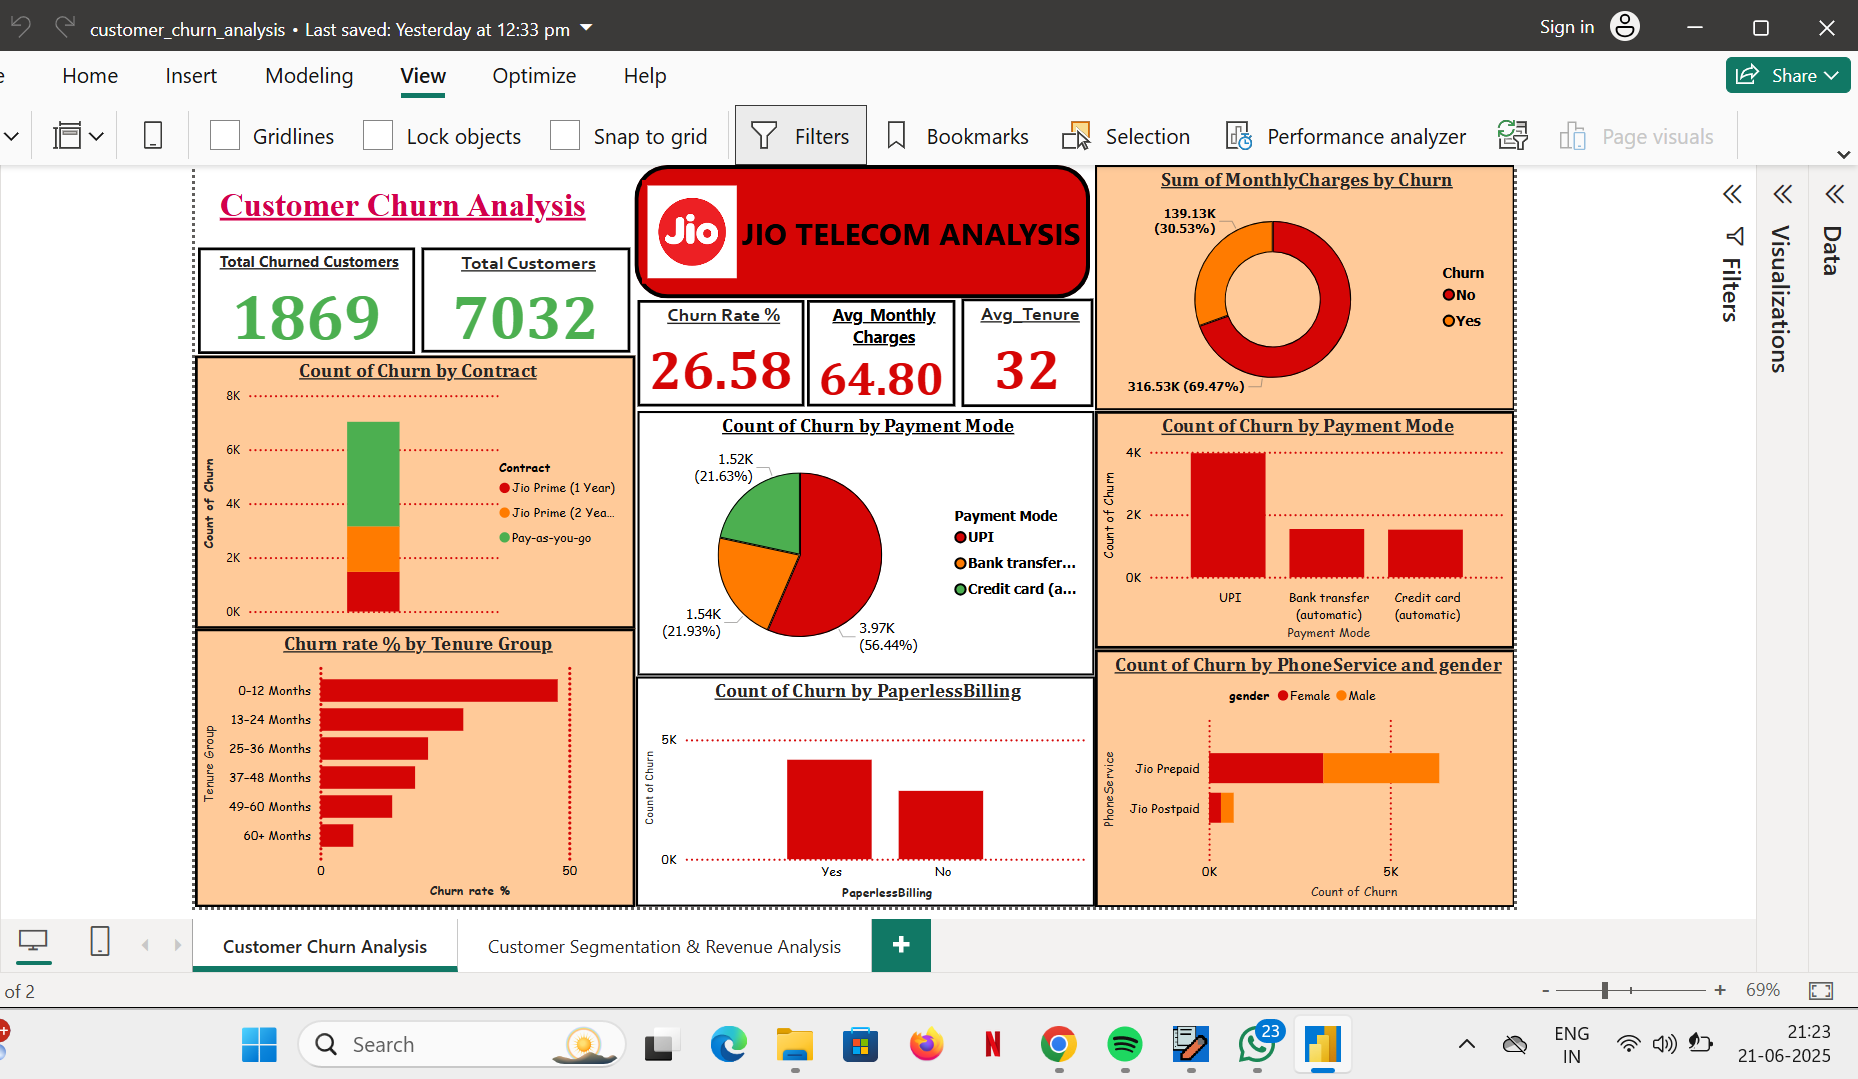 customer_churn_analysis • Last saved: Yesterday at 12:33 pm
Sign in
Home Insert Modeling View Optimize Help
Share
Gridlines Lock objects Snap to grid Filters Bookmarks Selection Performance analyzer Page visuals
Customer Churn Analysis
Total Churned Customers
1869
Total Customers
7032
Jio
JIO TELECOM ANALYSIS
Churn Rate %
26.58
Avg Monthly
Charges
64.80
Avg_Tenure
32
Sum of MonthlyCharges by Churn
139.13K
(30.53%)
316.53K (69.47%)
Churn
No
Yes
Count of Churn by Contract
Count of Churn
8K
6K
4K
2K
0K
Contract
Jio Prime (1 Year)
Jio Prime (2 Yea...
Pay-as-you-go
Count of Churn by Payment Mode
1.52K
(21.63%)
1.54K
(21.93%)
3.97K
(56.44%)
Payment Mode
UPI
Bank transfer...
Credit card (a...
Count of Churn by Payment Mode
Count of Churn
4K
2K
0K
UPI
Bank transfer
(automatic)
Credit card
(automatic)
Payment Mode
Churn rate % by Tenure Group
Tenure Group
0-12 Months
13-24 Months
25-36 Months
37-48 Months
49-60 Months
60+ Months
0 50
Churn rate %
Count of Churn by PaperlessBilling
Count of Churn
5K
0K
Yes No
PaperlessBilling
Count of Churn by PhoneService and gender
gender Female Male
PhoneService
Jio Prepaid
Jio Postpaid
0K 5K
Count of Churn
Filters
Visualizations
Data
Customer Churn Analysis Customer Segmentation & Revenue Analysis +
of 2
- + 69%
Search
23
ENG
IN
21:23
21-06-2025